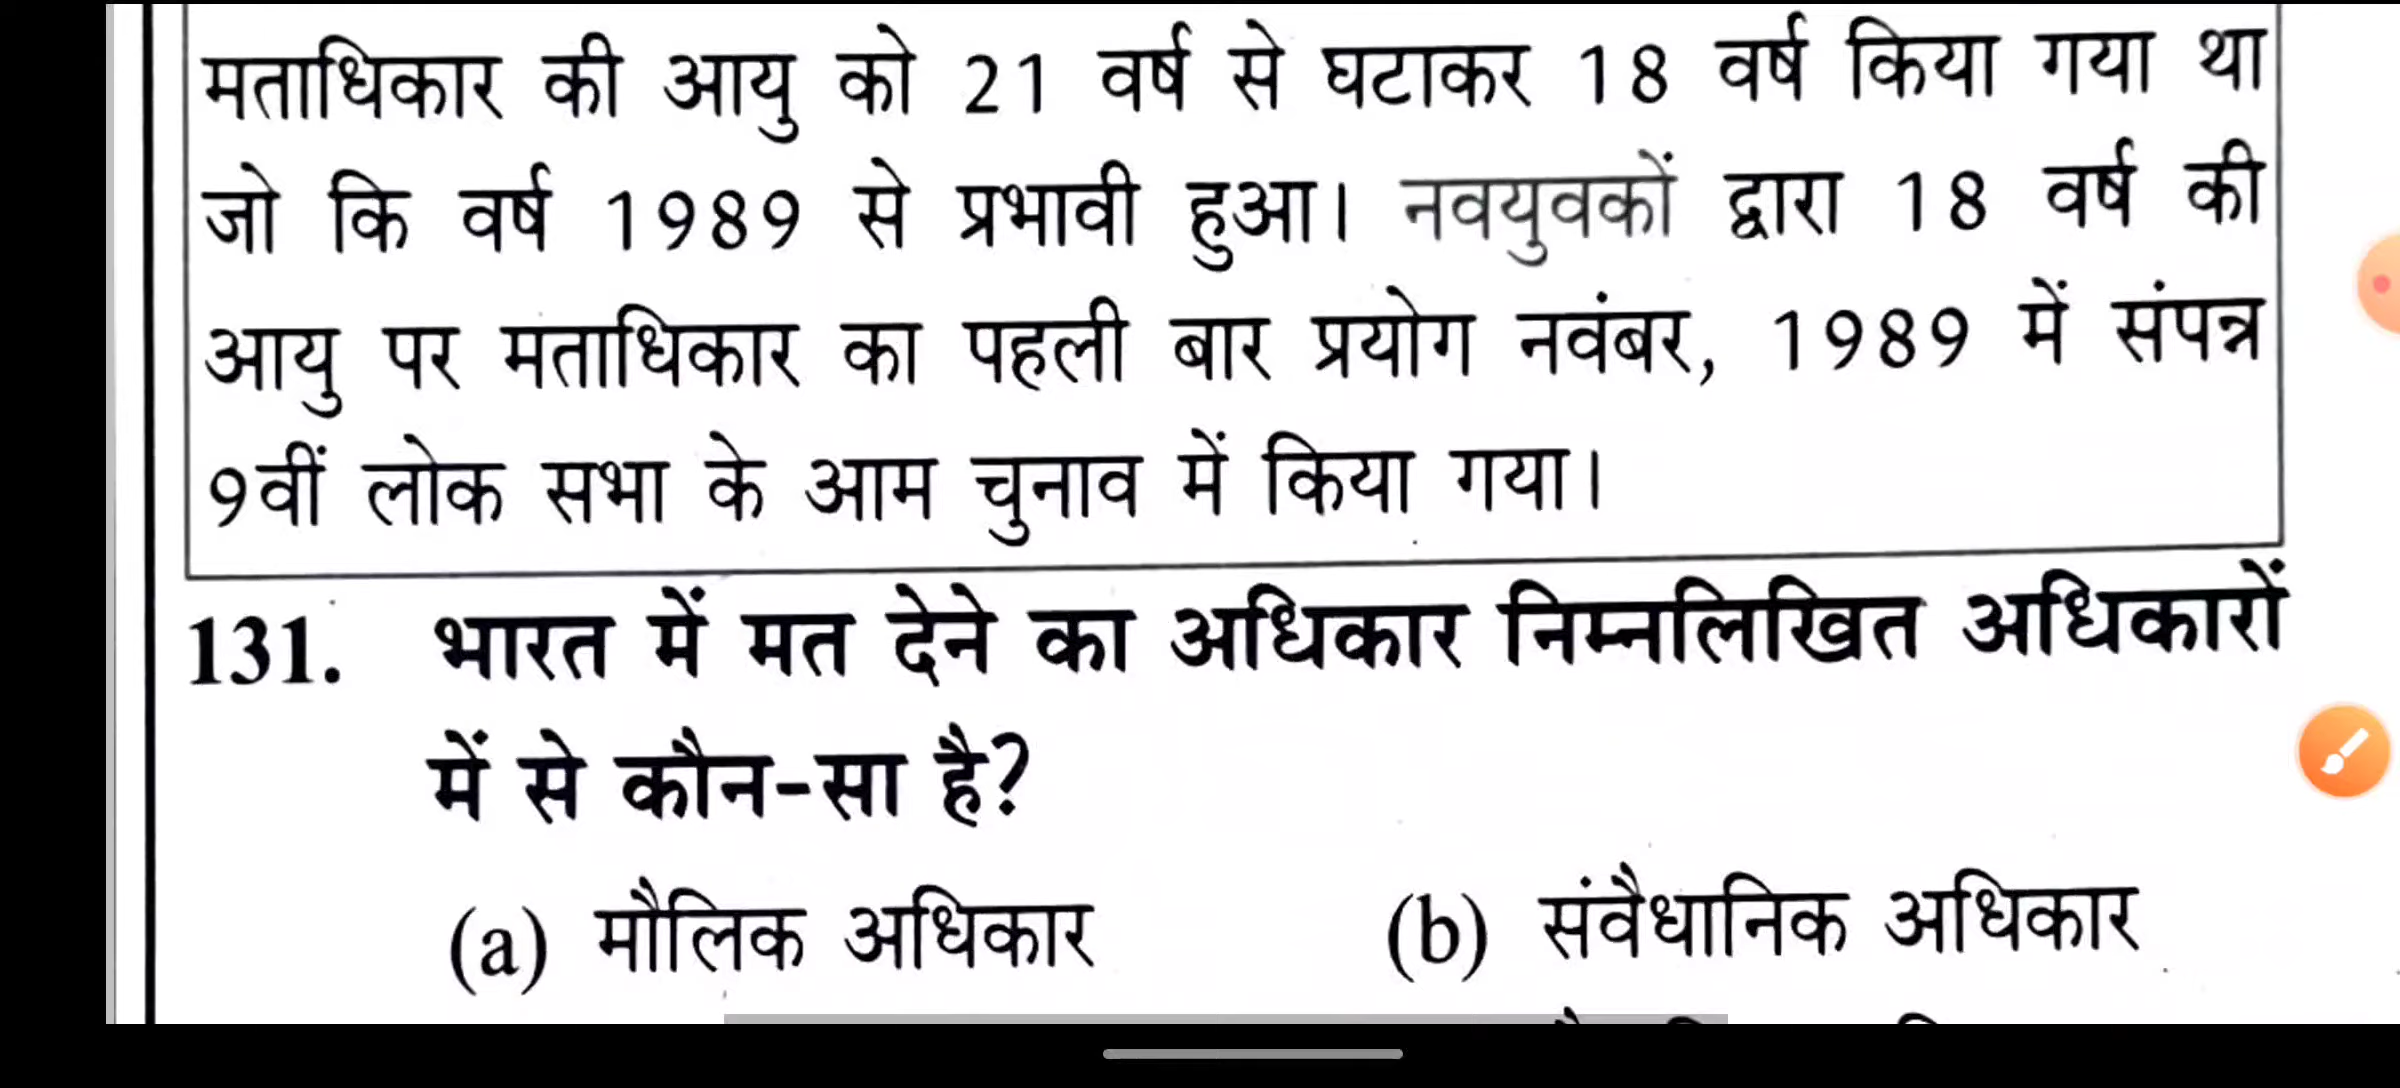 मताधिकार की आयु को 21 वर्ष से घटाकर 18 वर्ष किया गया था
जो कि वर्ष 1989 से प्रभावी हुआ। नवयुवकों द्वारा 18 वर्ष की
आयु पर मताधिकार का पहली बार प्रयोग नवंबर, 1989 में संपन्न
9वीं लोक सभा के आम चुनाव में किया गया।
131. भारत में मत देने का अधिकार निम्नलिखित अधिकारों
में से कौन-सा है?
(a) मौलिक अधिकार (b) संवैधानिक अधिकार